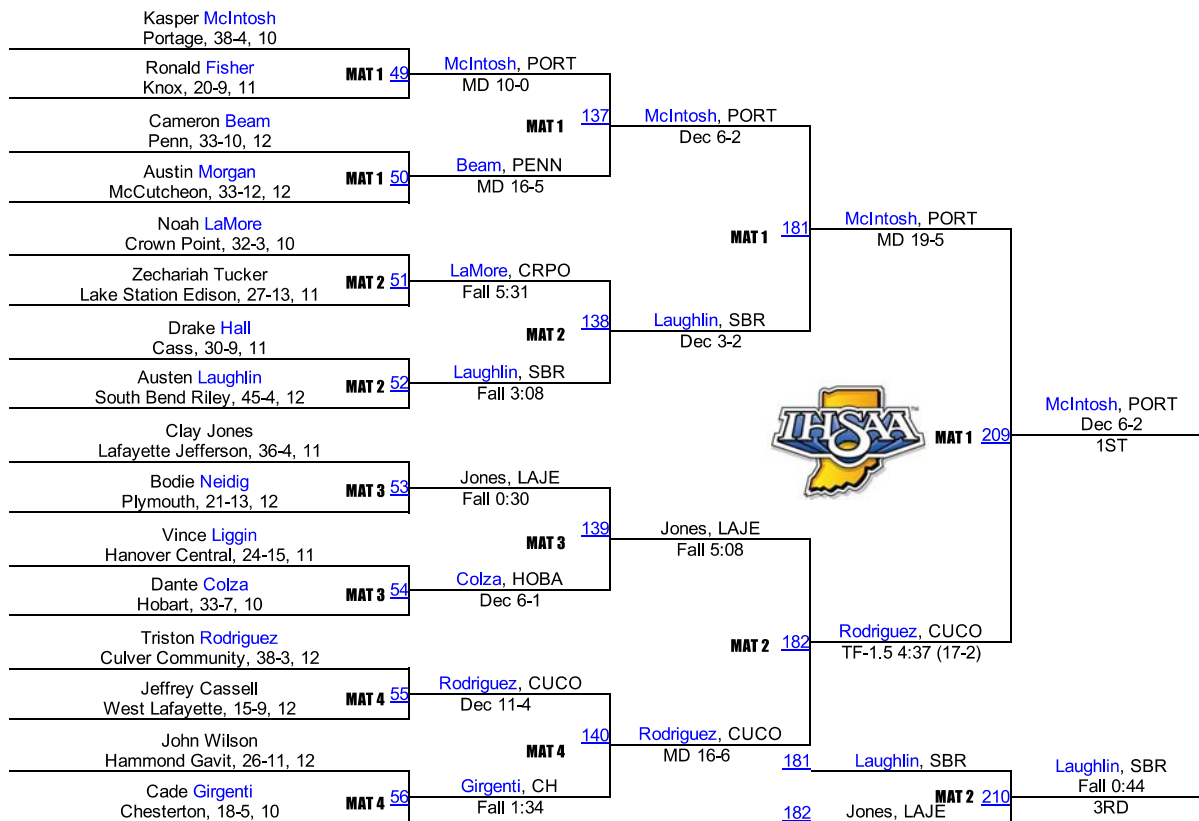 Kasper McIntosh
Portage, 38-4, 10
Ronald Fisher
Knox, 20-9, 11
MAT 1 49
McIntosh, PORT
MD 10-0
Cameron Beam
Penn, 33-10, 12
Austin Morgan
McCutcheon, 33-12, 12
MAT 1 50
Beam, PENN
MD 16-5
MAT 1 137
McIntosh, PORT
Dec 6-2
Noah LaMore
Crown Point, 32-3, 10
Zechariah Tucker
Lake Station Edison, 27-13, 11
MAT 2 51
LaMore, CRPO
Fall 5:31
Drake Hall
Cass, 30-9, 11
Austen Laughlin
South Bend Riley, 45-4, 12
MAT 2 52
Laughlin, SBR
Fall 3:08
MAT 2 138
Laughlin, SBR
Dec 3-2
MAT 1 181
McIntosh, PORT
MD 19-5
Clay Jones
Lafayette Jefferson, 36-4, 11
Bodie Neidig
Plymouth, 21-13, 12
MAT 3 53
Jones, LAJE
Fall 0:30
Vince Liggin
Hanover Central, 24-15, 11
Dante Colza
Hobart, 33-7, 10
MAT 3 54
Colza, HOBA
Dec 6-1
MAT 3 139
Jones, LAJE
Fall 5:08
Triston Rodriguez
Culver Community, 38-3, 12
Jeffrey Cassell
West Lafayette, 15-9, 12
MAT 4 55
Rodriguez, CUCO
Dec 11-4
John Wilson
Hammond Gavit, 26-11, 12
Cade Girgenti
Chesterton, 18-5, 10
MAT 4 56
Girgenti, CH
Fall 1:34
MAT 4 140
Rodriguez, CUCO
MD 16-6
MAT 2 182
Rodriguez, CUCO
TF-1.5 4:37 (17-2)
IHSAA
TM
MAT 1 209
McIntosh, PORT
Dec 6-2
1ST
181 Laughlin, SBR
182 Jones, LAJE
MAT 2 210
Laughlin, SBR
Fall 0:44
3RD